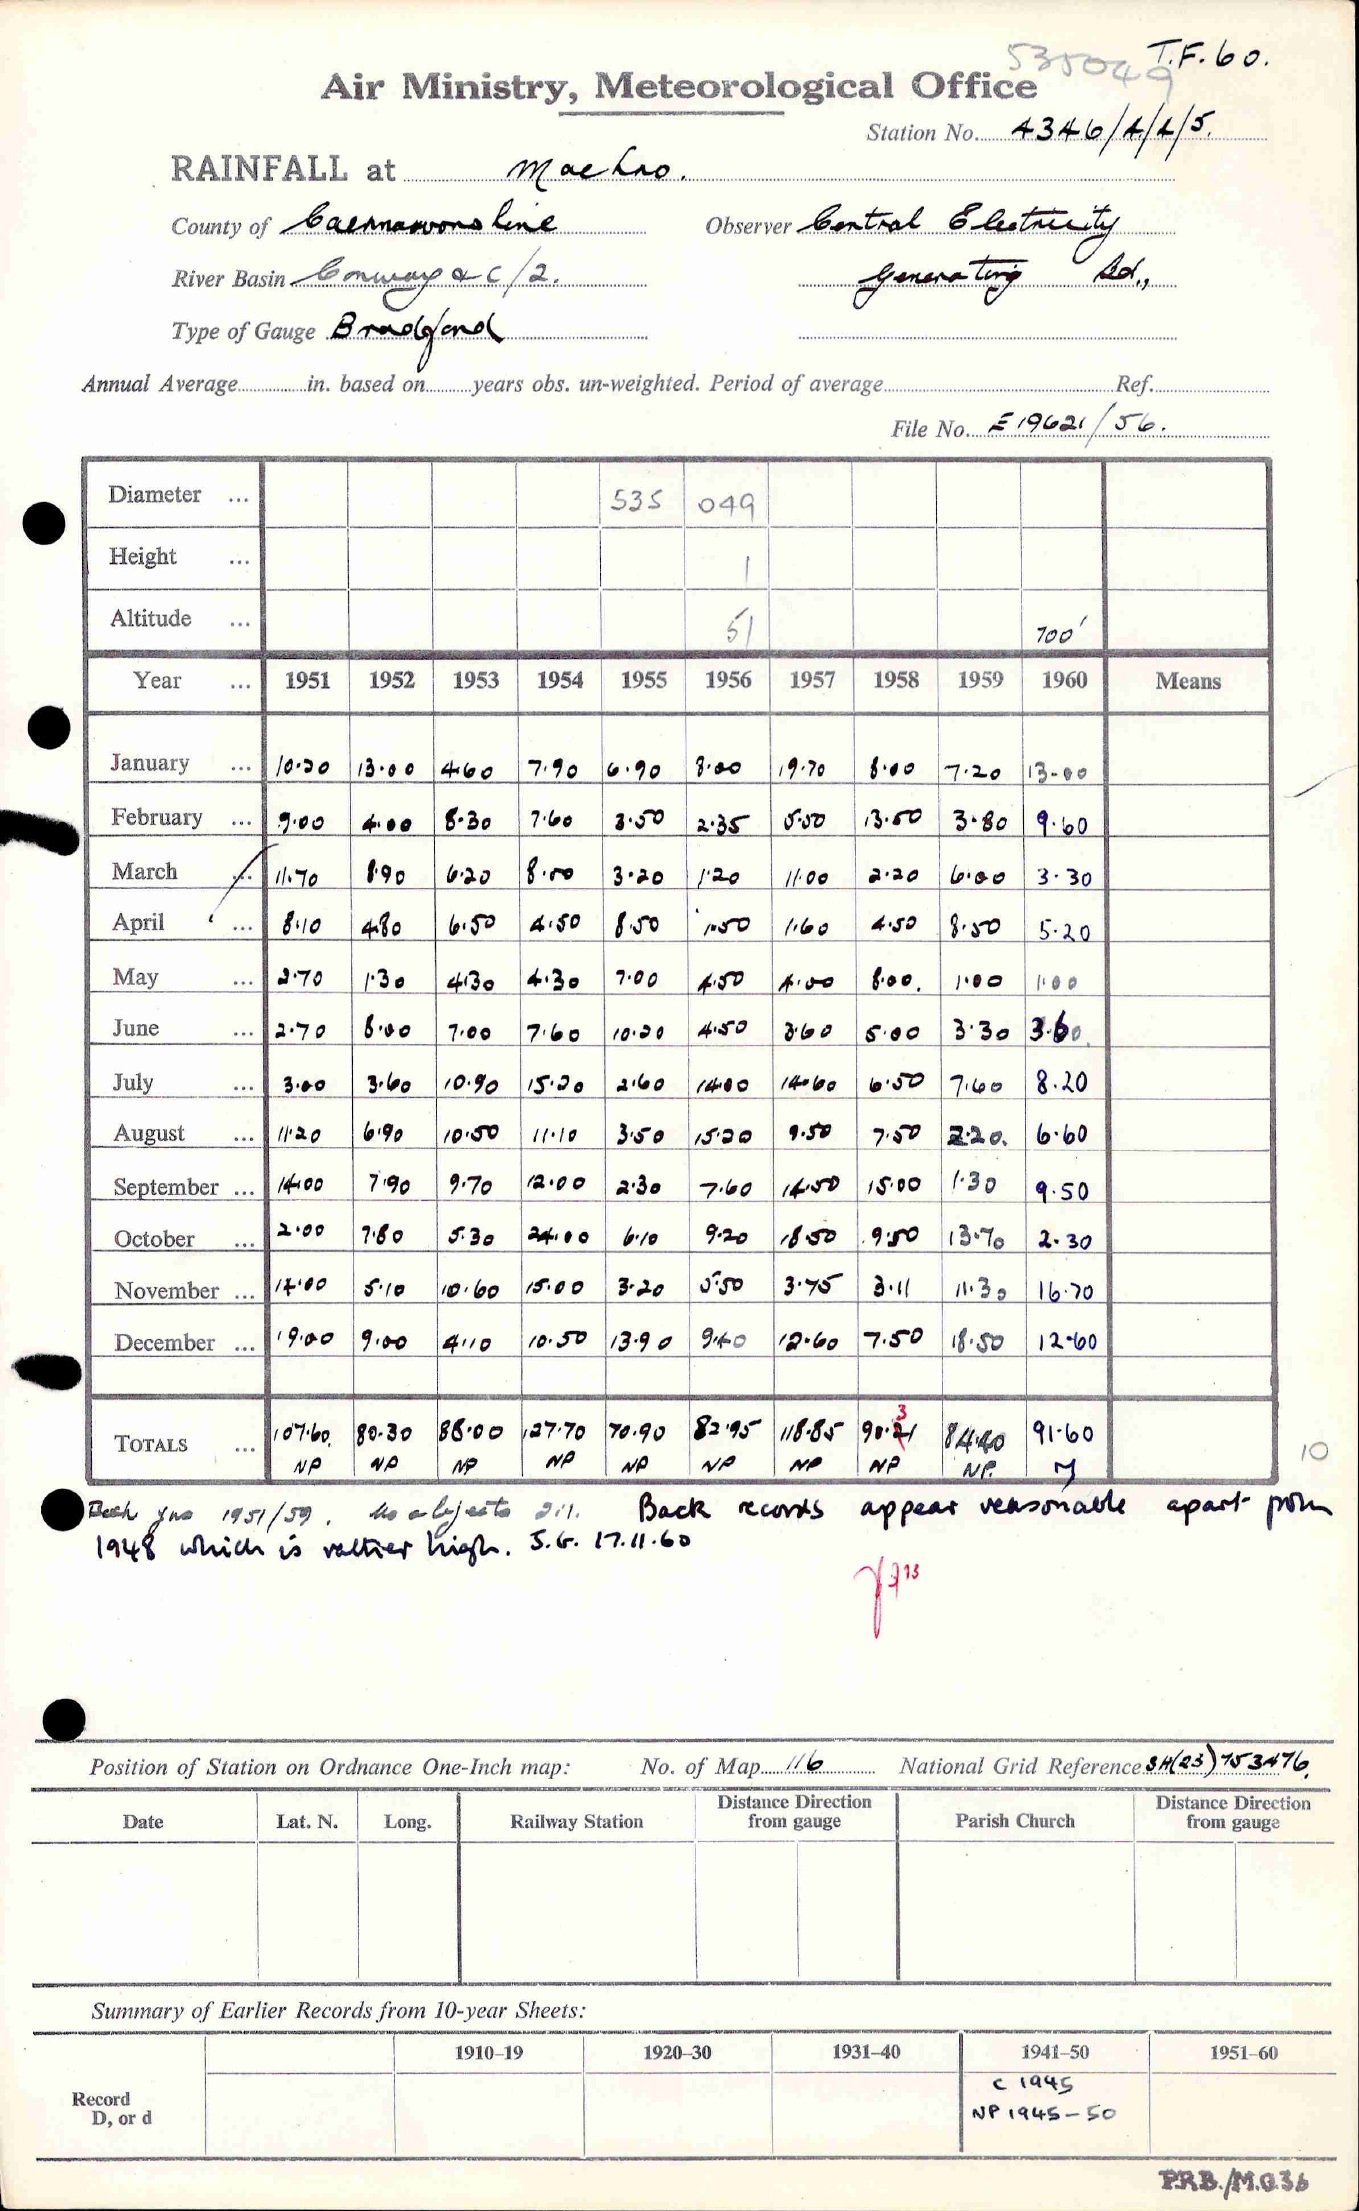 535049 T.F.60.
Air Ministry, Meteorological Office
Station No. 4346/A/A/5.
RAINFALL at Machno.
County of Caernarvonshire Observer Central Electricity
River Basin Conway & C/2. Generating Bd.,
Type of Gauge Bradford
Annual Average in. based on years obs. un-weighted. Period of average Ref.
File No. E19621/56.
Diameter ... 535 049
Height ... 1
Altitude ... 51 700'
Year ... 1951 1952 1953 1954 1955 1956 1957 1958 1959 1960 Means
January ... 10.20 13.00 4.60 7.90 6.90 8.00 19.70 8.00 7.20 13.00
February ... 9.00 4.00 8.30 7.60 3.50 2.35 5.50 13.50 3.80 9.60
March ... 11.70 8.90 6.20 8.00 3.20 1.20 11.00 2.20 6.00 3.30
April ... 8.10 4.80 6.50 4.50 8.50 1.50 1.60 4.50 8.50 5.20
May ... 2.70 1.30 4.30 4.30 7.00 4.50 4.00 8.00. 1.00 1.00
June ... 2.70 8.00 7.00 7.60 10.20 4.50 3.60 5.00 3.30 3.60.
July ... 3.00 3.60 10.90 15.20 2.60 14.00 14.60 6.50 7.60 8.20
August ... 11.20 6.90 10.50 11.10 3.50 15.20 9.50 7.50 2.20. 6.60
September ... 14.00 7.90 9.70 12.00 2.30 7.60 14.50 15.00 1.30 9.50
October ... 2.00 7.80 5.30 24.00 6.10 9.20 18.50 9.50 13.70 2.30
November ... 14.00 5.10 10.60 15.00 3.20 5.50 3.75 3.11 11.30 16.70
December ... 19.00 9.00 4.10 10.50 13.90 9.40 12.60 7.50 18.50 12.60
3
TOTALS ... 107.60 80.30 88.00 127.70 70.90 82.95 118.85 90.21 84.40 91.60
NP NP NP NP NP NP NP NP NP. M
10
1951/59. Back records appear reasonable apart from
1948 which is rather high. S.G. 17.11.60
Position of Station on Ordnance One-Inch map: No. of Map 116 National Grid Reference SH(23)753476.
Date Lat. N. Long. Railway Station Distance Direction from gauge Parish Church Distance Direction from gauge
Summary of Earlier Records from 10-year Sheets:
1910–19 1920–30 1931–40 1941–50 1951–60
Record
D, or d
C 1945
NP 1945-50
P.R.B./M.O.36